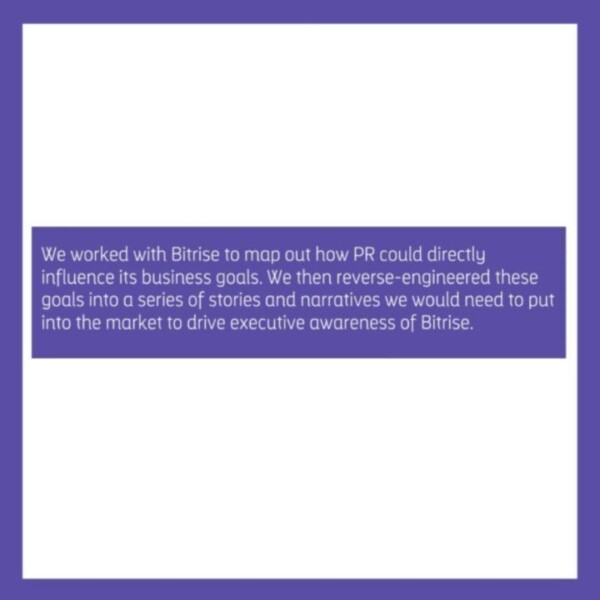 We worked with Bitrise to map out how PR could directly
influence its business goals. We then reverse-engineered these
goals into a series of stories and narratives we would need to put
into the market to drive executive awareness of Bitrise.